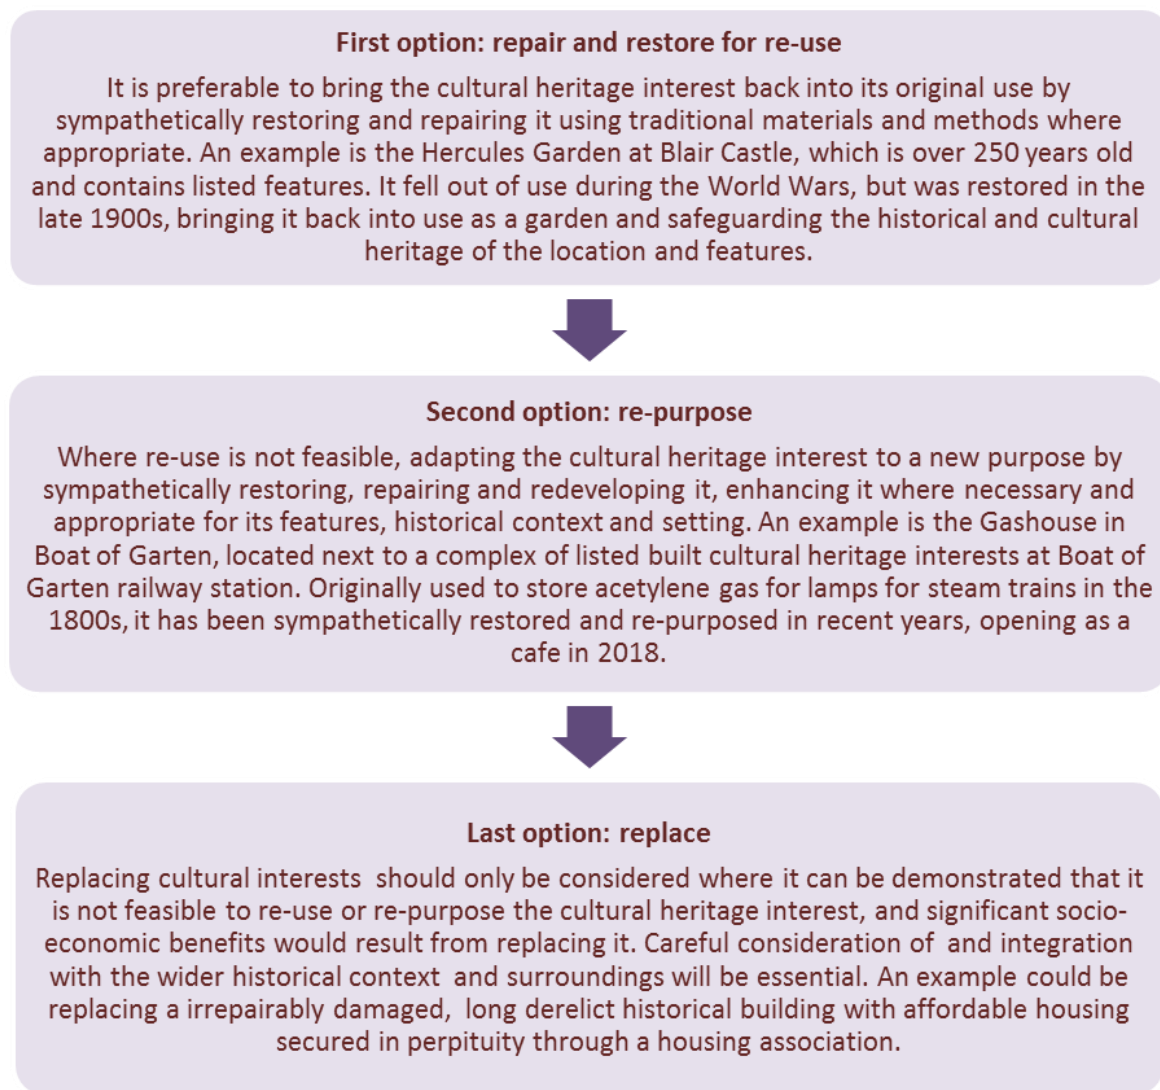 First option: repair and restore for re-use
It is preferable to bring the cultural heritage interest back into its original use by
sympathetically restoring and repairing it using traditional materials and methods where
appropriate. An example is the Hercules Garden at Blair Castle, which is over 250 years old
and contains listed features. It fell out of use during the World Wars, but was restored in the
late 1900s, bringing it back into use as a garden and safeguarding the historical and cultural
heritage of the location and features.
Second option: re-purpose
Where re-use is not feasible, adapting the cultural heritage interest to a new purpose by
sympathetically restoring, repairing and redeveloping it, enhancing it where necessary and
appropriate for its features, historical context and setting. An example is the Gashouse in
Boat of Garten, located next to a complex of listed built cultural heritage interests at Boat of
Garten railway station. Originally used to store acetylene gas for lamps for steam trains in the
1800s, it has been sympathetically restored and re-purposed in recent years, opening as a
cafe in 2018.
Last option: replace
Replacing cultural interests should only be considered where it can be demonstrated that it
is not feasible to re-use or re-purpose the cultural heritage interest, and significant socio-
economic benefits would result from replacing it. Careful consideration of and integration
with the wider historical context and surroundings will be essential. An example could be
replacing a irrepairably damaged, long derelict historical building with affordable housing
secured in perpituity through a housing association.